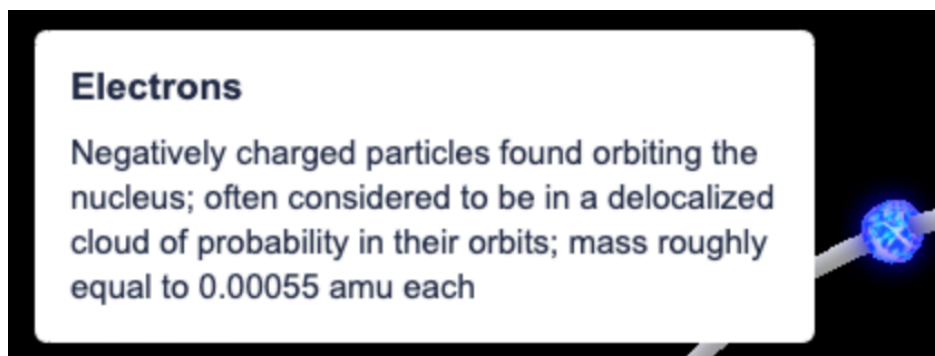 Electrons
Negatively charged particles found orbiting the
nucleus; often considered to be in a delocalized
cloud of probability in their orbits; mass roughly
equal to 0.00055 amu each